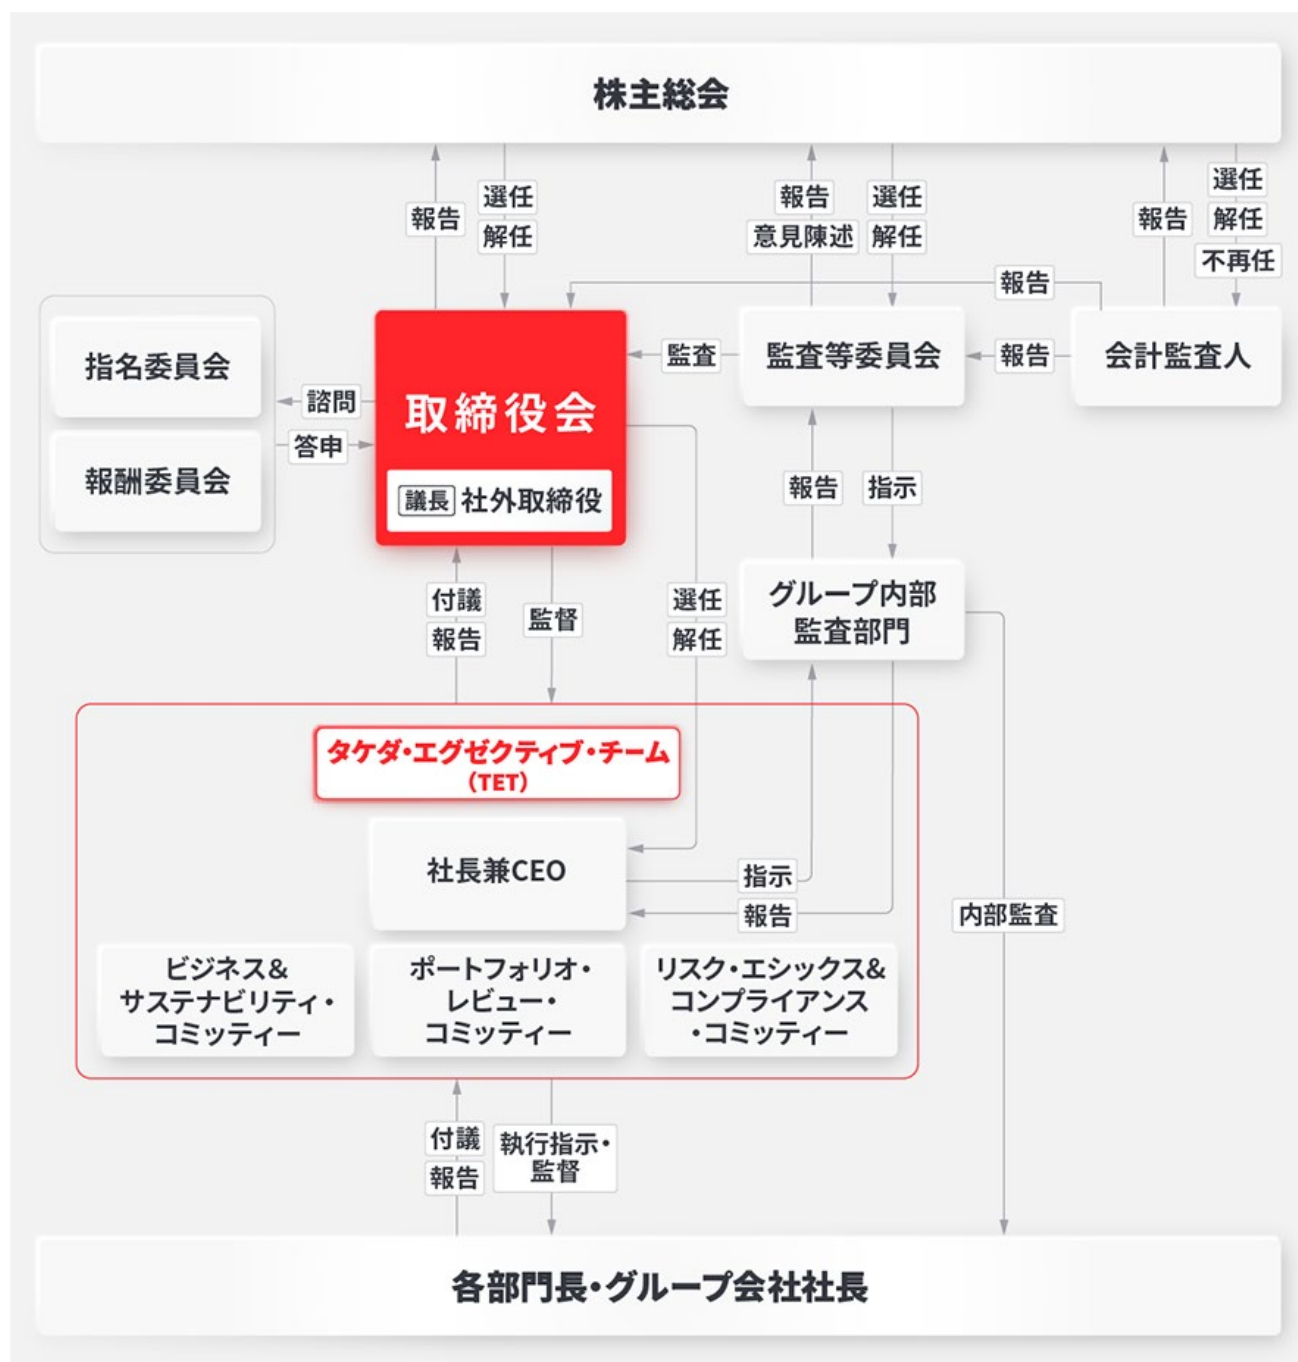 株主総会
報告
選任
解任
報告
意見陳述
選任
解任
報告
選任
解任
不再任
報告
指名委員会
報酬委員会
諮問
答申
取締役会
議長 社外取締役
監査
監査等委員会
報告
会計監査人
報告
指示
付議
報告
監督
選任
解任
グループ内部
監査部門
タケダ・エグゼクティブ・チーム
(TET)
社長兼CEO
指示
報告
内部監査
ビジネス&
サステナビリティ・
コミッティー
ポートフォリオ・
レビュー・
コミッティー
リスク・エシックス&
コンプライアンス
・コミッティー
付議
報告
執行指示・
監督
各部門長・グループ会社社長